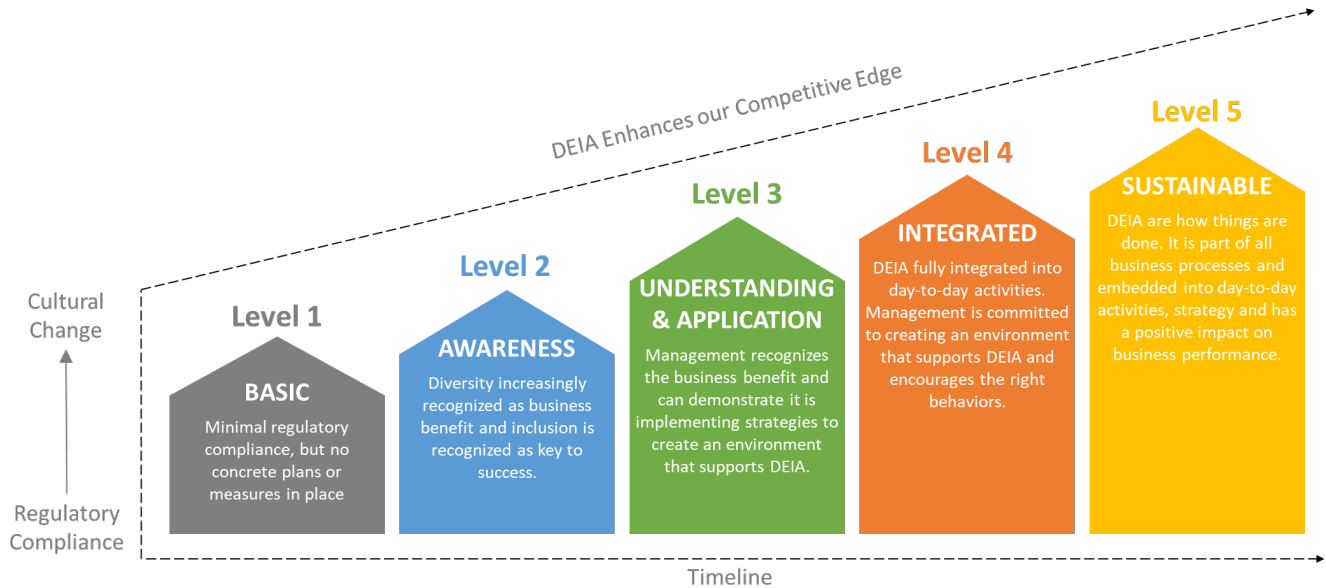 DEIA Enhances our Competitive Edge
Cultural
Change
Regulatory
Compliance
Level 1
BASIC
Minimal regulatory
compliance, but no
concrete plans or
measures in place
Level 2
AWARENESS
Diversity increasingly
recognized as business
benefit and inclusion is
recognized as key to
success.
Level 3
UNDERSTANDING
& APPLICATION
Management recognizes
the business benefit and
can demonstrate it is
implementing strategies to
create an environment
that supports DEIA.
Level 4
INTEGRATED
DEIA fully integrated into
day-to-day activities.
Management is committed
to creating an environment
that supports DEIA and
encourages the right
behaviors.
Level 5
SUSTAINABLE
DEIA are how things are
done. It is part of all
business processes and
embedded into day-to-day
activities, strategy and has
a positive impact on
business performance.
Timeline